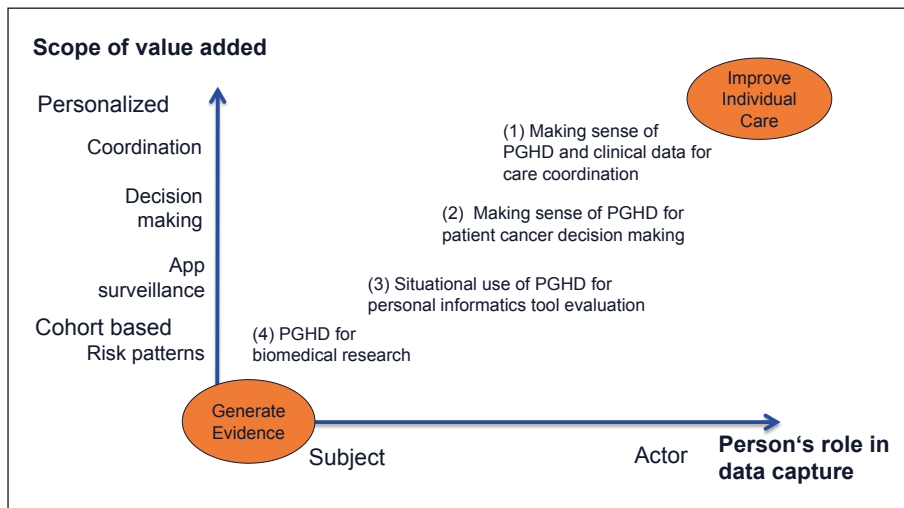 Scope of value added
Personalized
Coordination
Decision
making
App
surveillance
Cohort based
Risk patterns
Improve
Individual
Care
(1) Making sense of
PGHD and clinical data for
care coordination
(2)  Making sense of PGHD for
patient cancer decision making
(3) Situational use of PGHD for
personal informatics tool evaluation
(4) PGHD for
biomedical research
Generate
Evidence
Subject
Actor
Person‘s role in
data capture